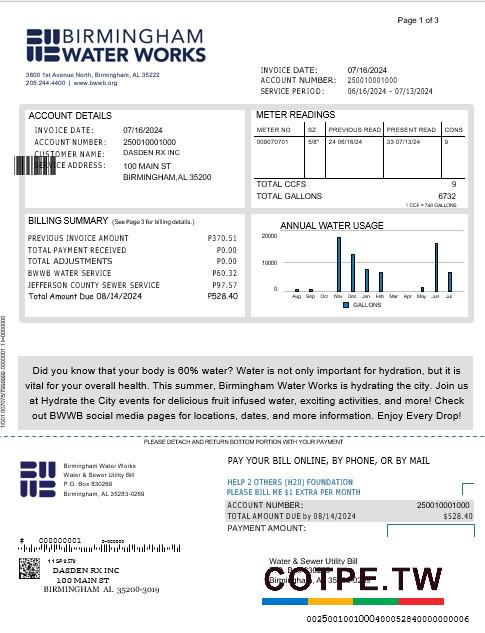 Page 1 of 3
BIRMINGHAM
WATER WORKS
3600 1st Avenue North, Birmingham, AL 35222
205.244.4400 | www.bwwb.org
INVOICE DATE: 07/16/2024
ACCOUNT NUMBER: 250010001000
SERVICE PERIOD: 06/16/2024 - 07/13/2024
ACCOUNT DETAILS
INVOICE DATE: 07/16/2024
ACCOUNT NUMBER: 250010001000
CUSTOMER NAME: DASDEN RX INC
SERVICE ADDRESS: 100 MAIN ST
BIRMINGHAM,AL 35200
METER READINGS
METER NO SZ PREVIOUS READ PRESENT READ CONS
009070701 5/8" 24 06/16/24 33 07/13/24 9
TOTAL CCFS 9
TOTAL GALLONS 6732
1 CCF = 748 GALLONS
BILLING SUMMARY (See Page 3 for billing details.)
PREVIOUS INVOICE AMOUNT ₱370.51
TOTAL PAYMENT RECEIVED ₱0.00
TOTAL ADJUSTMENTS ₱0.00
BWWB WATER SERVICE ₱60.32
JEFFERSON COUNTY SEWER SERVICE ₱97.57
Total Amount Due 08/14/2024 ₱528.40
ANNUAL WATER USAGE
20000
10000
0
Aug Sep Oct Nov Dec Jan Feb Mar Apr May Jun Jul
GALLONS
Did you know that your body is 60% water? Water is not only important for hydration, but it is
vital for your overall health. This summer, Birmingham Water Works is hydrating the city. Join us
at Hydrate the City events for delicious fruit infused water, exciting activities, and more! Check
out BWWB social media pages for locations, dates, and more information. Enjoy Every Drop!
PLEASE DETACH AND RETURN BOTTOM PORTION WITH YOUR PAYMENT
Birmingham Water Works
Water & Sewer Utility Bill
P.O. Box 830269
Birmingham, AL 35283-0269
PAY YOUR BILL ONLINE, BY PHONE, OR BY MAIL
HELP 2 OTHERS (H20) FOUNDATION
PLEASE BILL ME $1 EXTRA PER MONTH
ACCOUNT NUMBER: 250010001000
TOTAL AMOUNT DUE by 08/14/2024 $528.40
PAYMENT AMOUNT:
# 0000000001
DASDEN RX INC
100 MAIN ST
BIRMINGHAM AL 35200-3019
Water & Sewer Utility Bill
Birmingham, AL
COTPE.TW